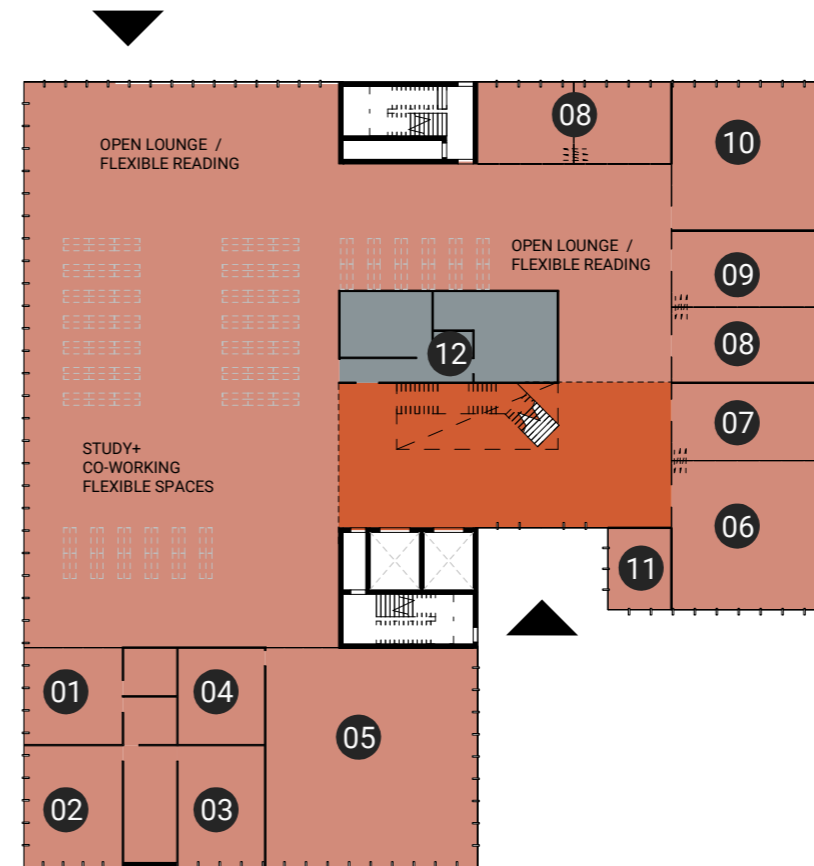 OPEN LOUNGE /
FLEXIBLE READING
08
10
OPEN LOUNGE /
FLEXIBLE READING
09
12
08
07
STUDY+
CO-WORKING
FLEXIBLE SPACES
06
11
01
04
05
02
03